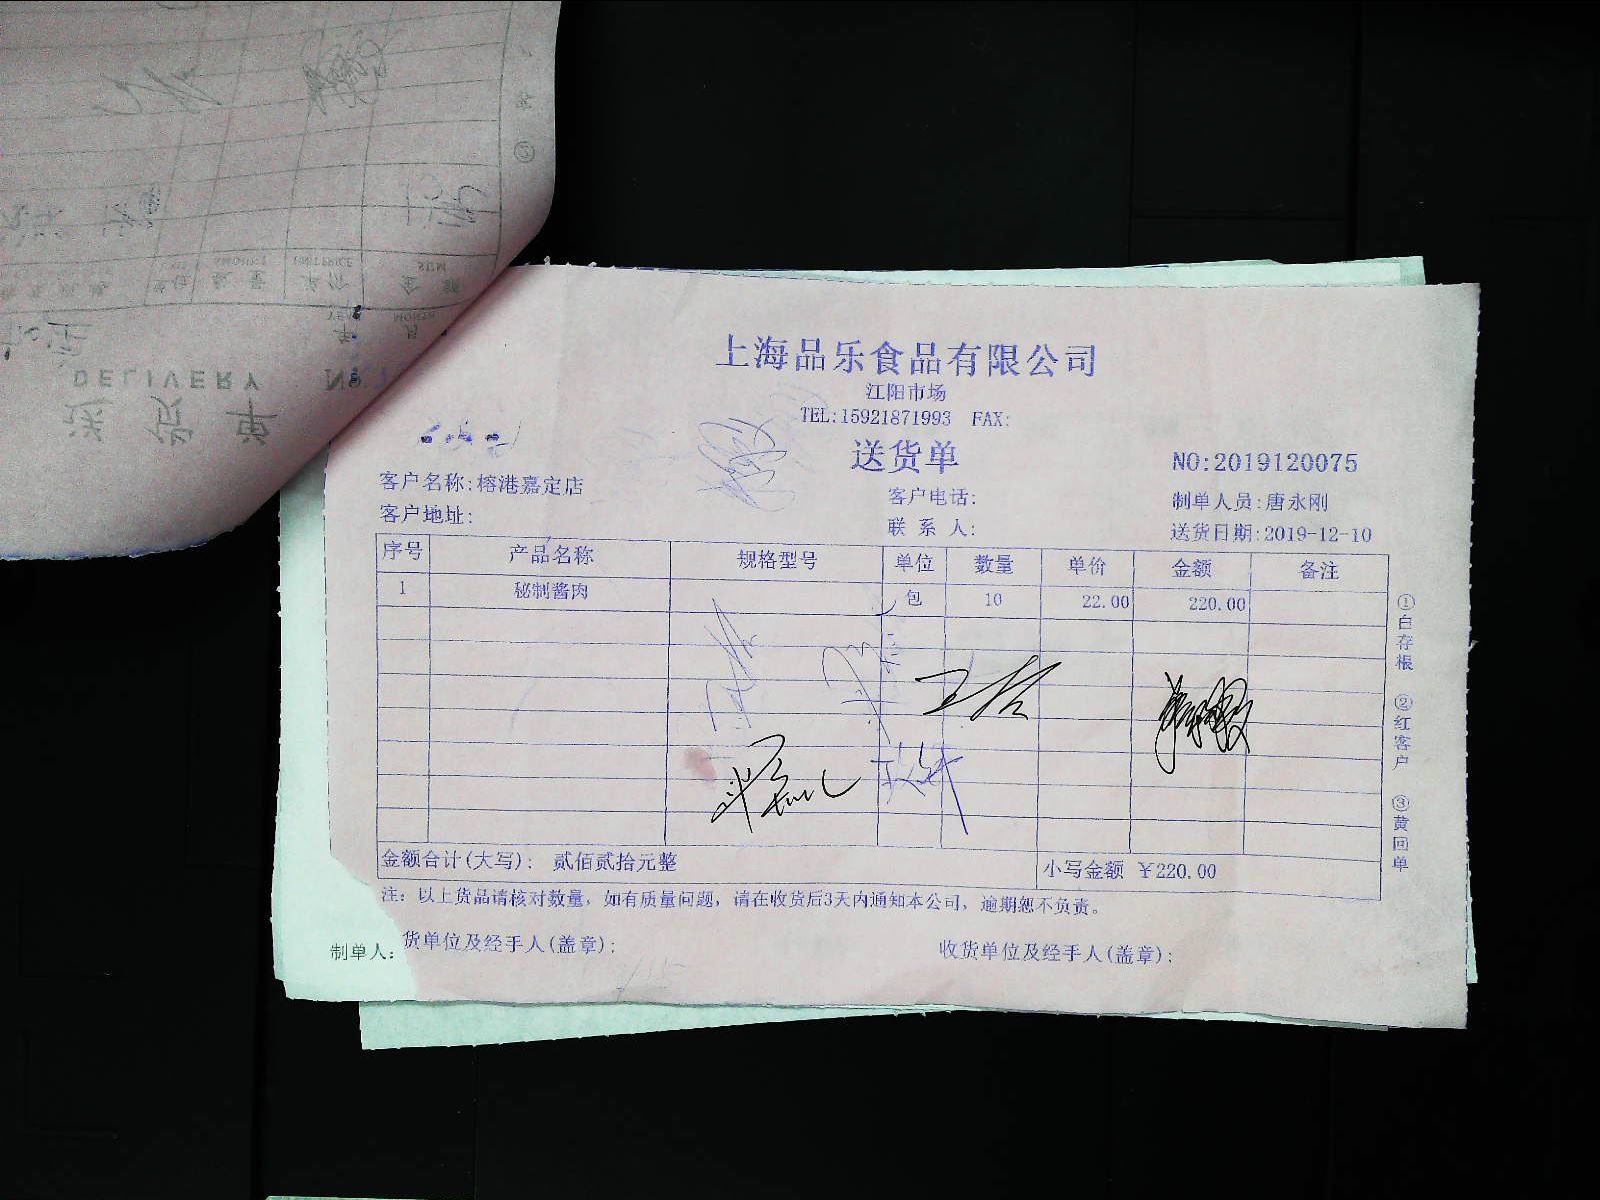 DELIVERY
送货单
上海品乐食品有限公司
江阳市场
TEL:15921871993 FAX:
送货单
NO:2019120075
客户名称:榕港嘉定店
客户电话:
制单人员:唐永刚
客户地址:
联系人:
送货日期:2019-12-10
序号 产品名称 规格型号 单位 数量 单价 金额 备注
1 秘制酱肉 包 10 22.00 220.00
①白存根 ②红客户 ③黄回单
金额合计(大写): 贰佰贰拾元整
小写金额 ￥220.00
注: 以上货品请核对数量, 如有质量问题, 请在收货后3天内通知本公司, 逾期恕不负责。
制单人:
货单位及经手人(盖章):
收货单位及经手人(盖章):